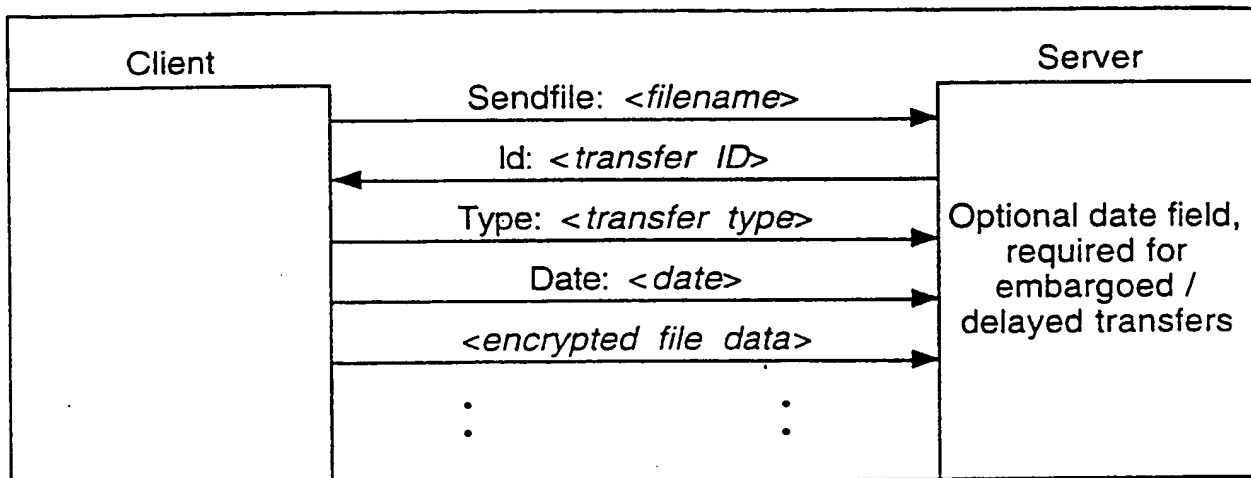 Client
Server
Sendfile: <filename>
Id: <transfer ID>
Type: <transfer type>
Date: <date>
<encrypted file data>
Optional date field,
required for
embargoed /
delayed transfers